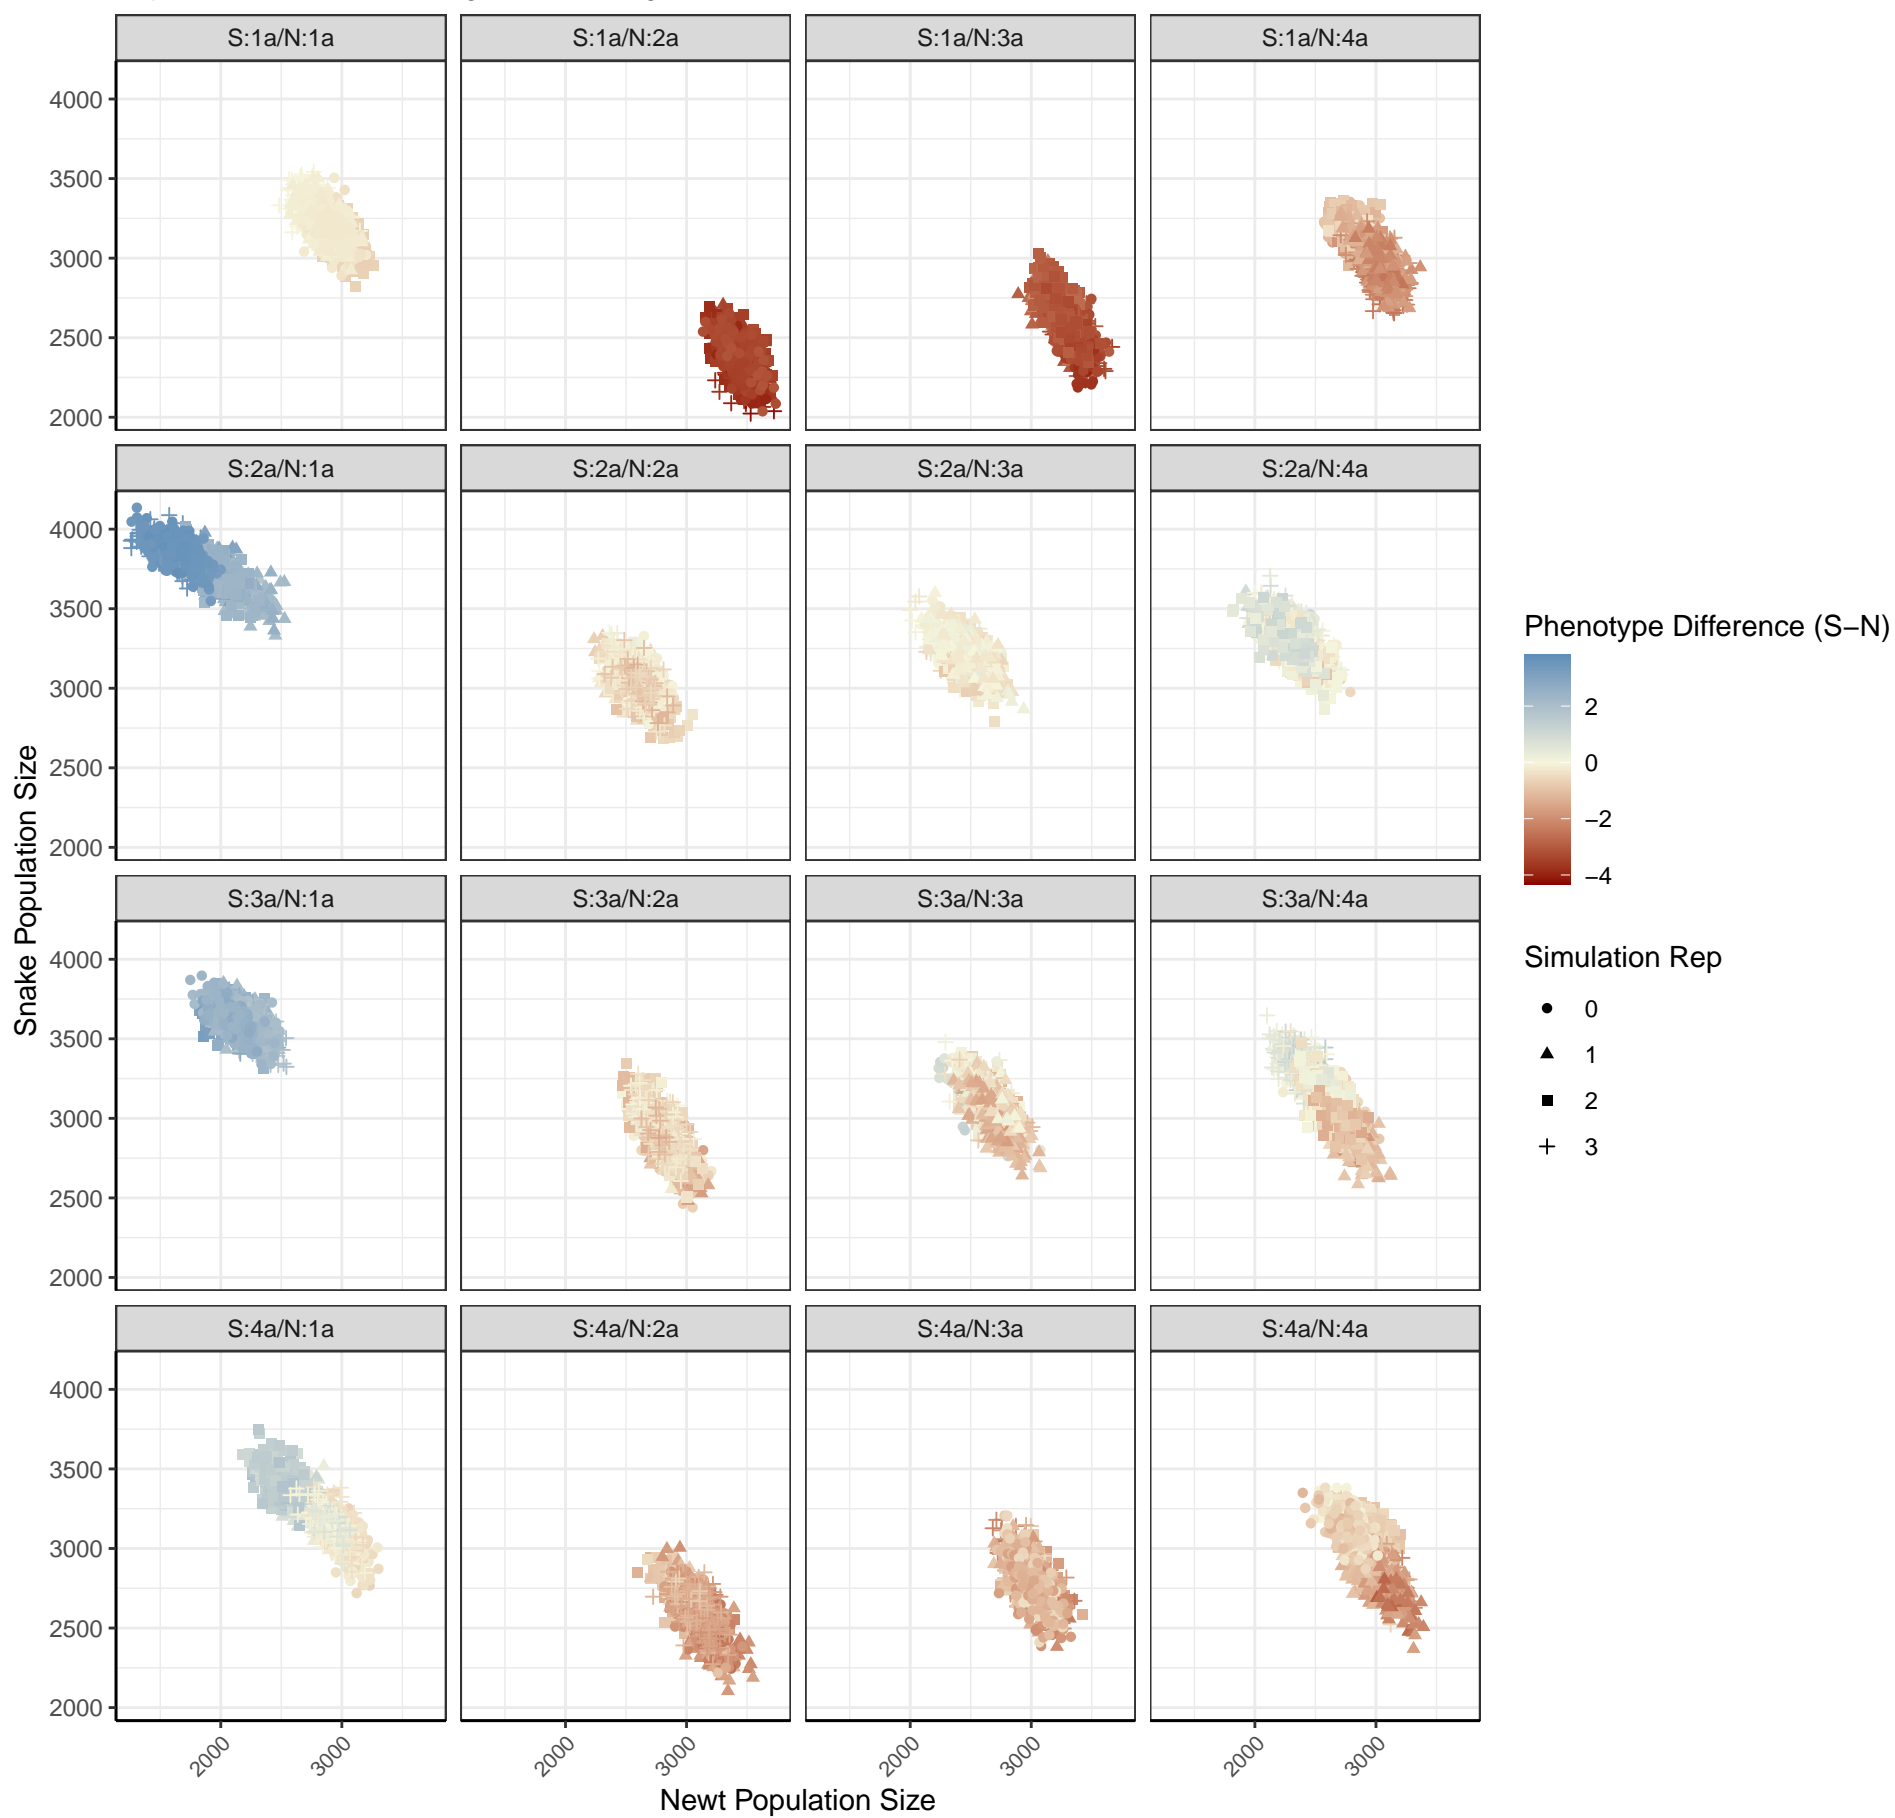 S:1a/N:1a
S:1a/N:2a
S:1a/N:3a
S:1a/N:4a
4000
3500
3000
2500
2000
S:2a/N:1a
S:2a/N:2a
S:2a/N:3a
S:2a/N:4a
4000
3500
3000
2500
2000
S:3a/N:1a
S:3a/N:2a
S:3a/N:3a
S:3a/N:4a
4000
3500
3000
2500
2000
S:4a/N:1a
S:4a/N:2a
S:4a/N:3a
S:4a/N:4a
4000
3500
3000
2500
2000
2000 3000
2000 3000
2000 3000
2000 3000
Newt Population Size
Snake Population Size
Phenotype Difference (S−N)
2
0
−2
−4
Simulation Rep
0
1
2
3